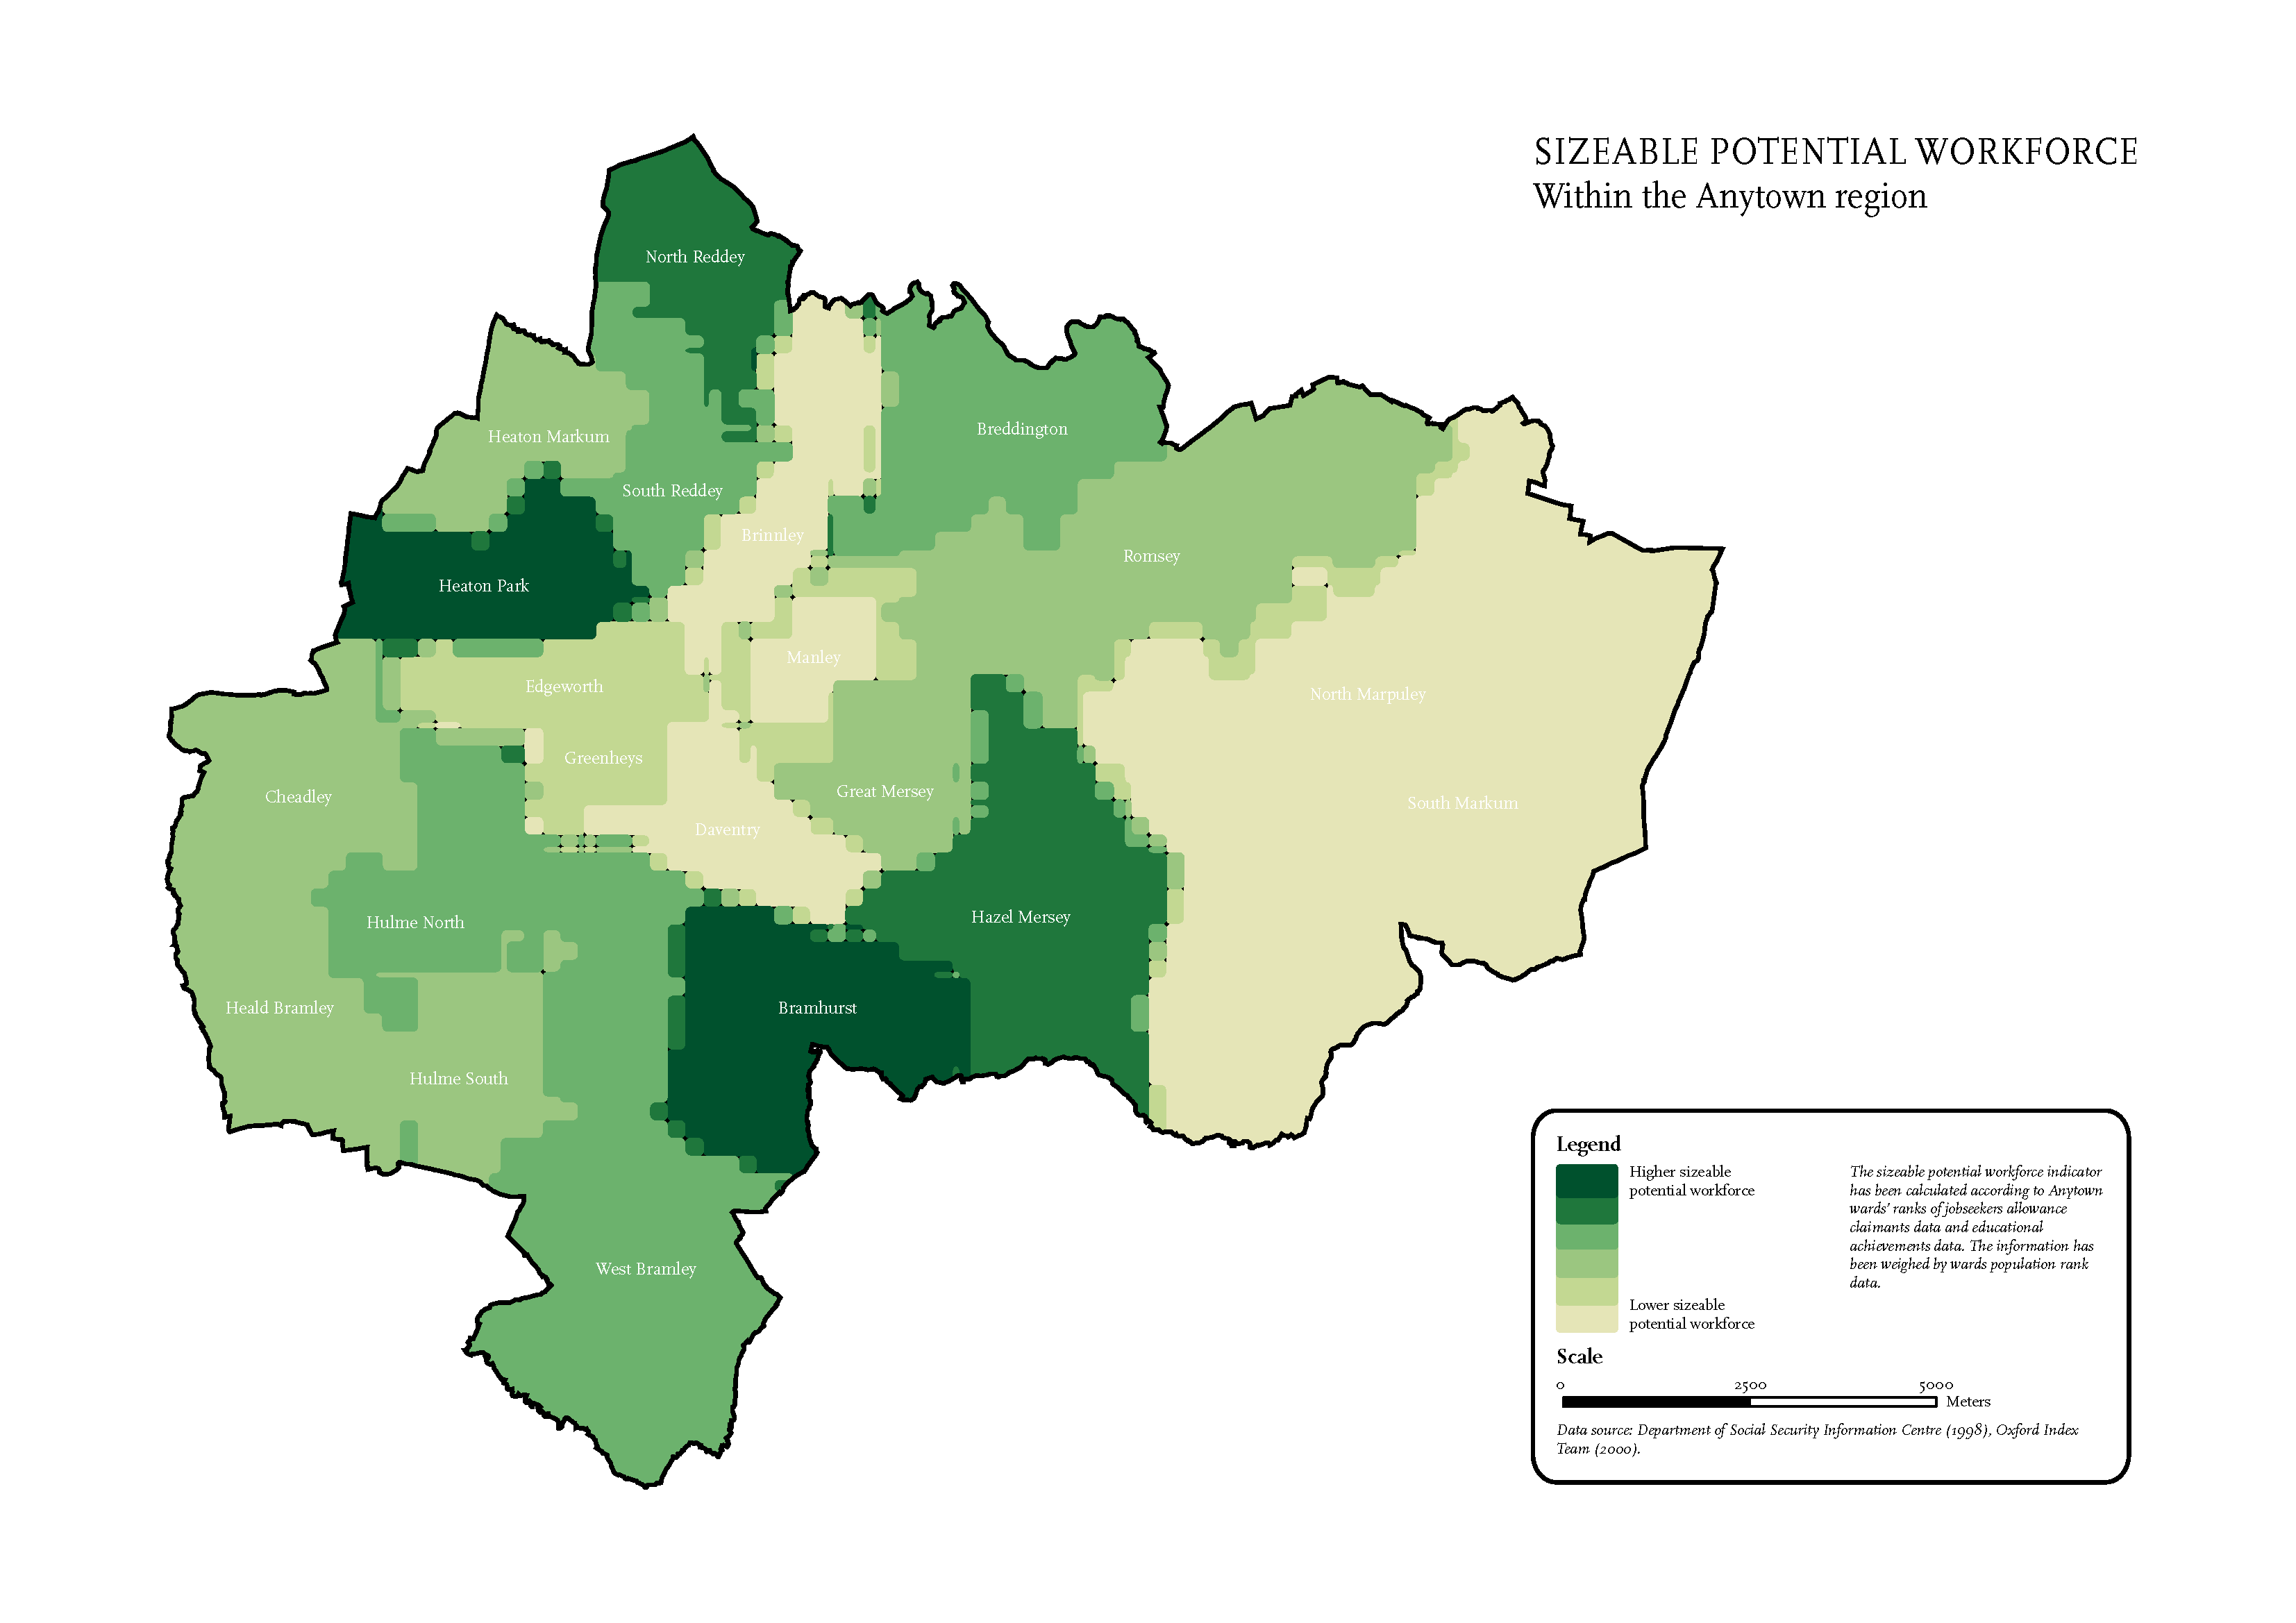 SIZEABLE POTENTIAL WORKFORCE
Within the Anytown region
North Reddey
Breddington
Heaton Markum
South Reddey
Brinnley
Romsey
Heaton Park
Manley
Edgeworth
North Marpuley
Greenheys
Great Mersey
Cheadley
South Markum
Daventry
Hulme North
Hazel Mersey
Heald Bramley
Bramhurst
Hulme South
West Bramley
Legend
Higher sizeable
potential workforce
Lower sizeable
potential workforce
The sizeable potential workforce indicator
has been calculated according to Anytown
wards' ranks of jobseekers allowance
claimants data and educational
achievements data. The information has
been weighed by wards population rank
data.
Scale
0 2500 5000
Meters
Data source: Department of Social Security Information Centre (1998), Oxford Index
Team (2000).